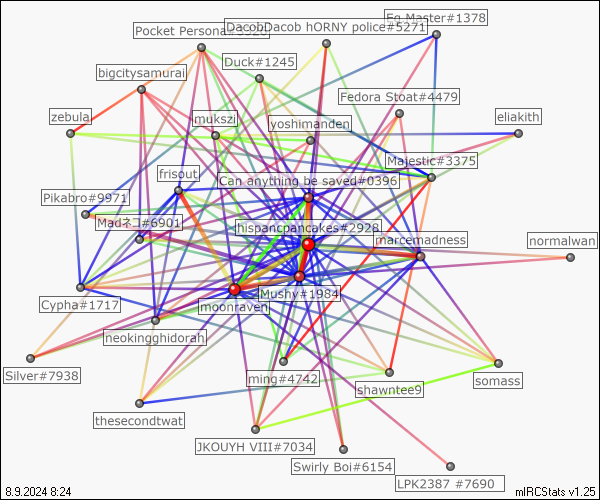 Eg Master#1378
DacobDacob hORNY police#5271
Pocket Persona
Duck#1245
bigcitysamurai
Fedora Stoat#4479
zebula
mukszi
yoshimanden
eliakith
Majestic#3375
frisout
Can anything be saved#0396
Pikabro#9971
Madネコ#6901
hispancpancakes#2928
marcemadness
normalwan
Cypha#1717
moonraven
Mushy#1984
neokingghidorah
Silver#7938
ming#4742
shawntee9
somass
thesecondtwat
JKOUYH VIII#7034
Swirly Boi#6154
LPK2387 #7690
8.9.2024 8:24
mIRCStats v1.25